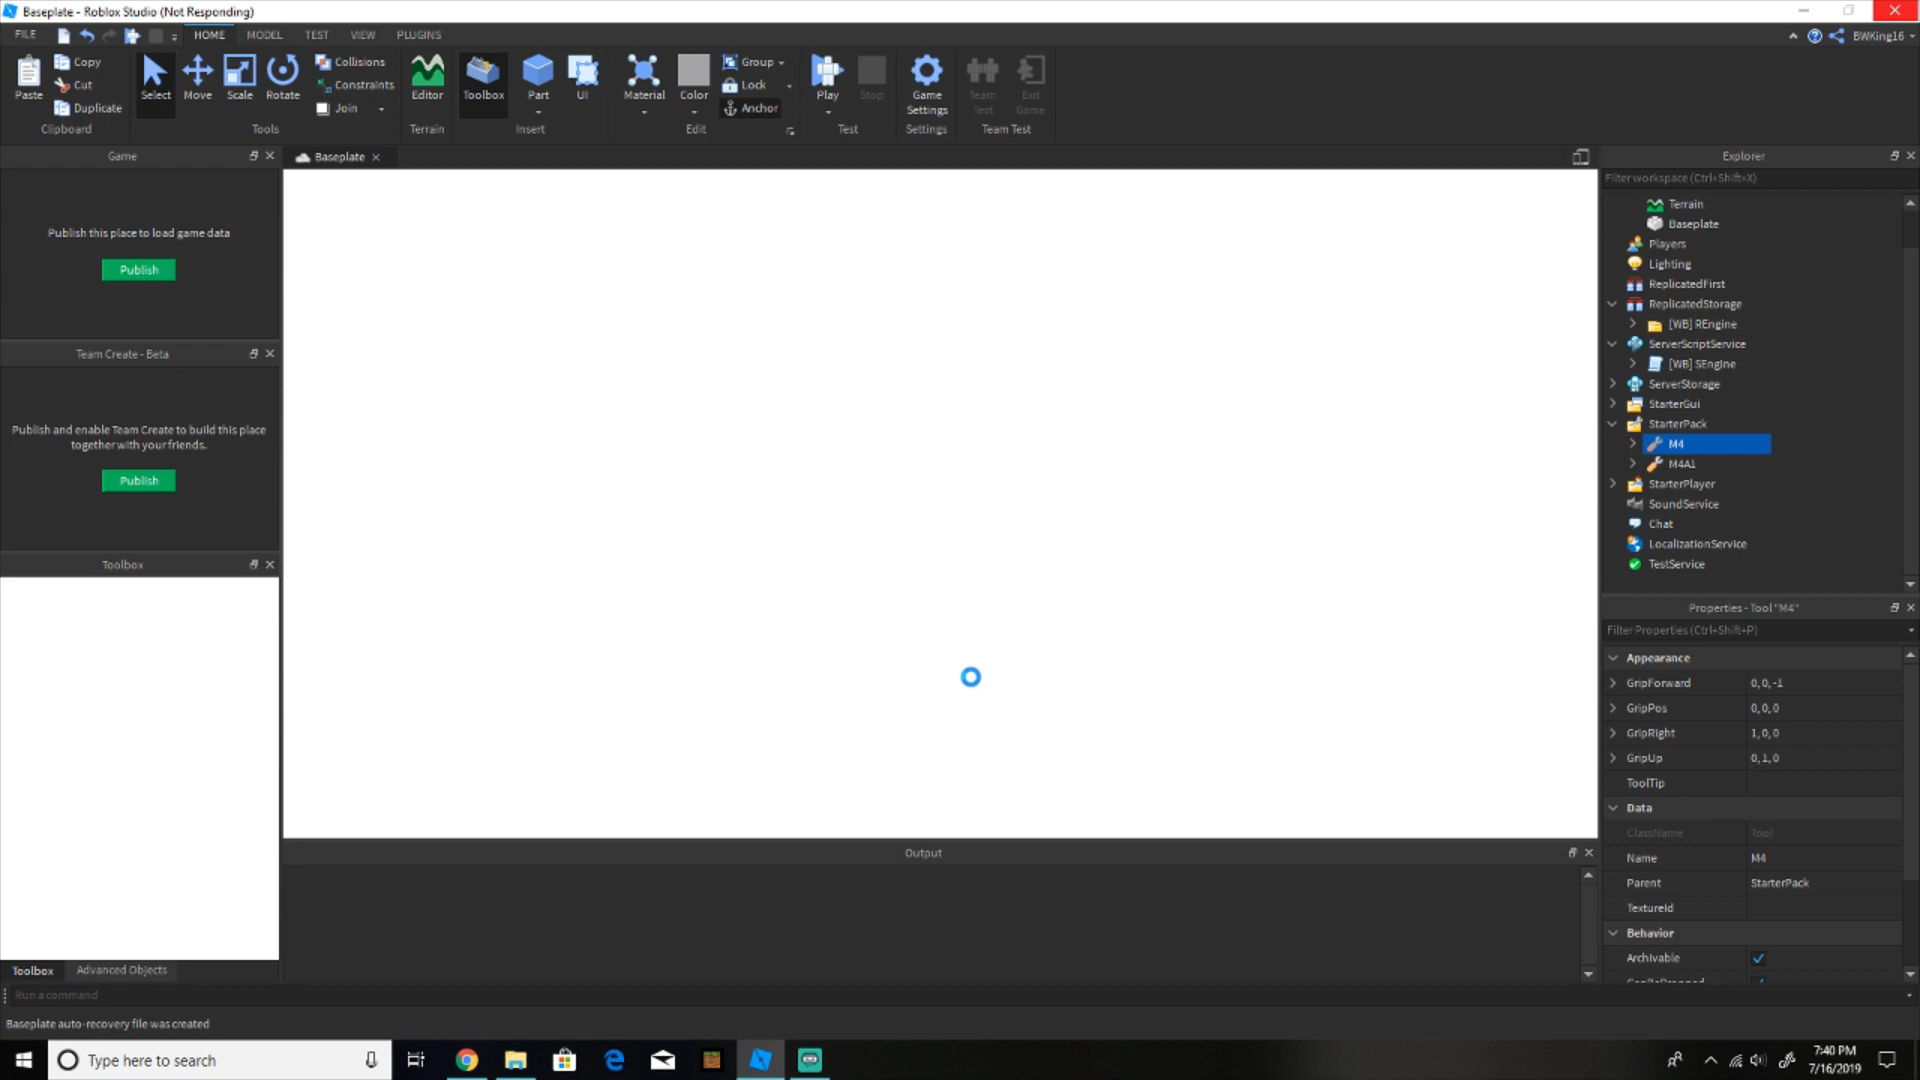 Baseplate - Roblox Studio (Not Responding)
FILE HOME MODEL TEST VIEW PLUGINS BWKing16
Paste Copy Cut Duplicate Clipboard
Select Move Scale Rotate Collisions Constraints Join Tools
Editor Terrain
Toolbox Part UI Insert
Material Color Group Lock Anchor Edit
Play Stop Test
Game Settings Settings
Team Test Exit Game Team Test
Game
Publish this place to load game data
Publish
Team Create - Beta
Publish and enable Team Create to build this place
together with your friends.
Publish
Toolbox
Toolbox Advanced Objects
Baseplate
Output
Run a command
Baseplate auto-recovery file was created
Explorer
Filter workspace (Ctrl+Shift+X)
Terrain
Baseplate
Players
Lighting
ReplicatedFirst
ReplicatedStorage
[WB] REngine
ServerScriptService
[WB] SEngine
ServerStorage
StarterGui
StarterPack
M4
M4A1
StarterPlayer
SoundService
Chat
LocalizationService
TestService
Properties - Tool "M4"
Filter Properties (Ctrl+Shift+P)
Appearance
GripForward 0, 0, -1
GripPos 0, 0, 0
GripRight 1, 0, 0
GripUp 0, 1, 0
ToolTip
Data
ClassName Tool
Name M4
Parent StarterPack
TextureId
Behavior
Archivable
Type here to search
7:40 PM
7/16/2019